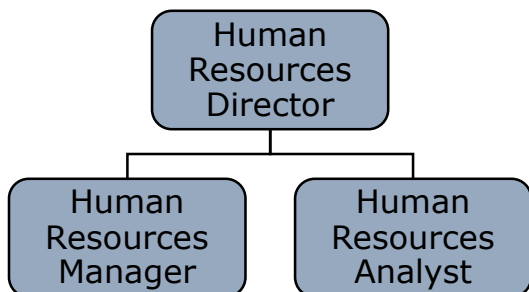 Human
Resources
Director
Human
Resources
Manager
Human
Resources
Analyst